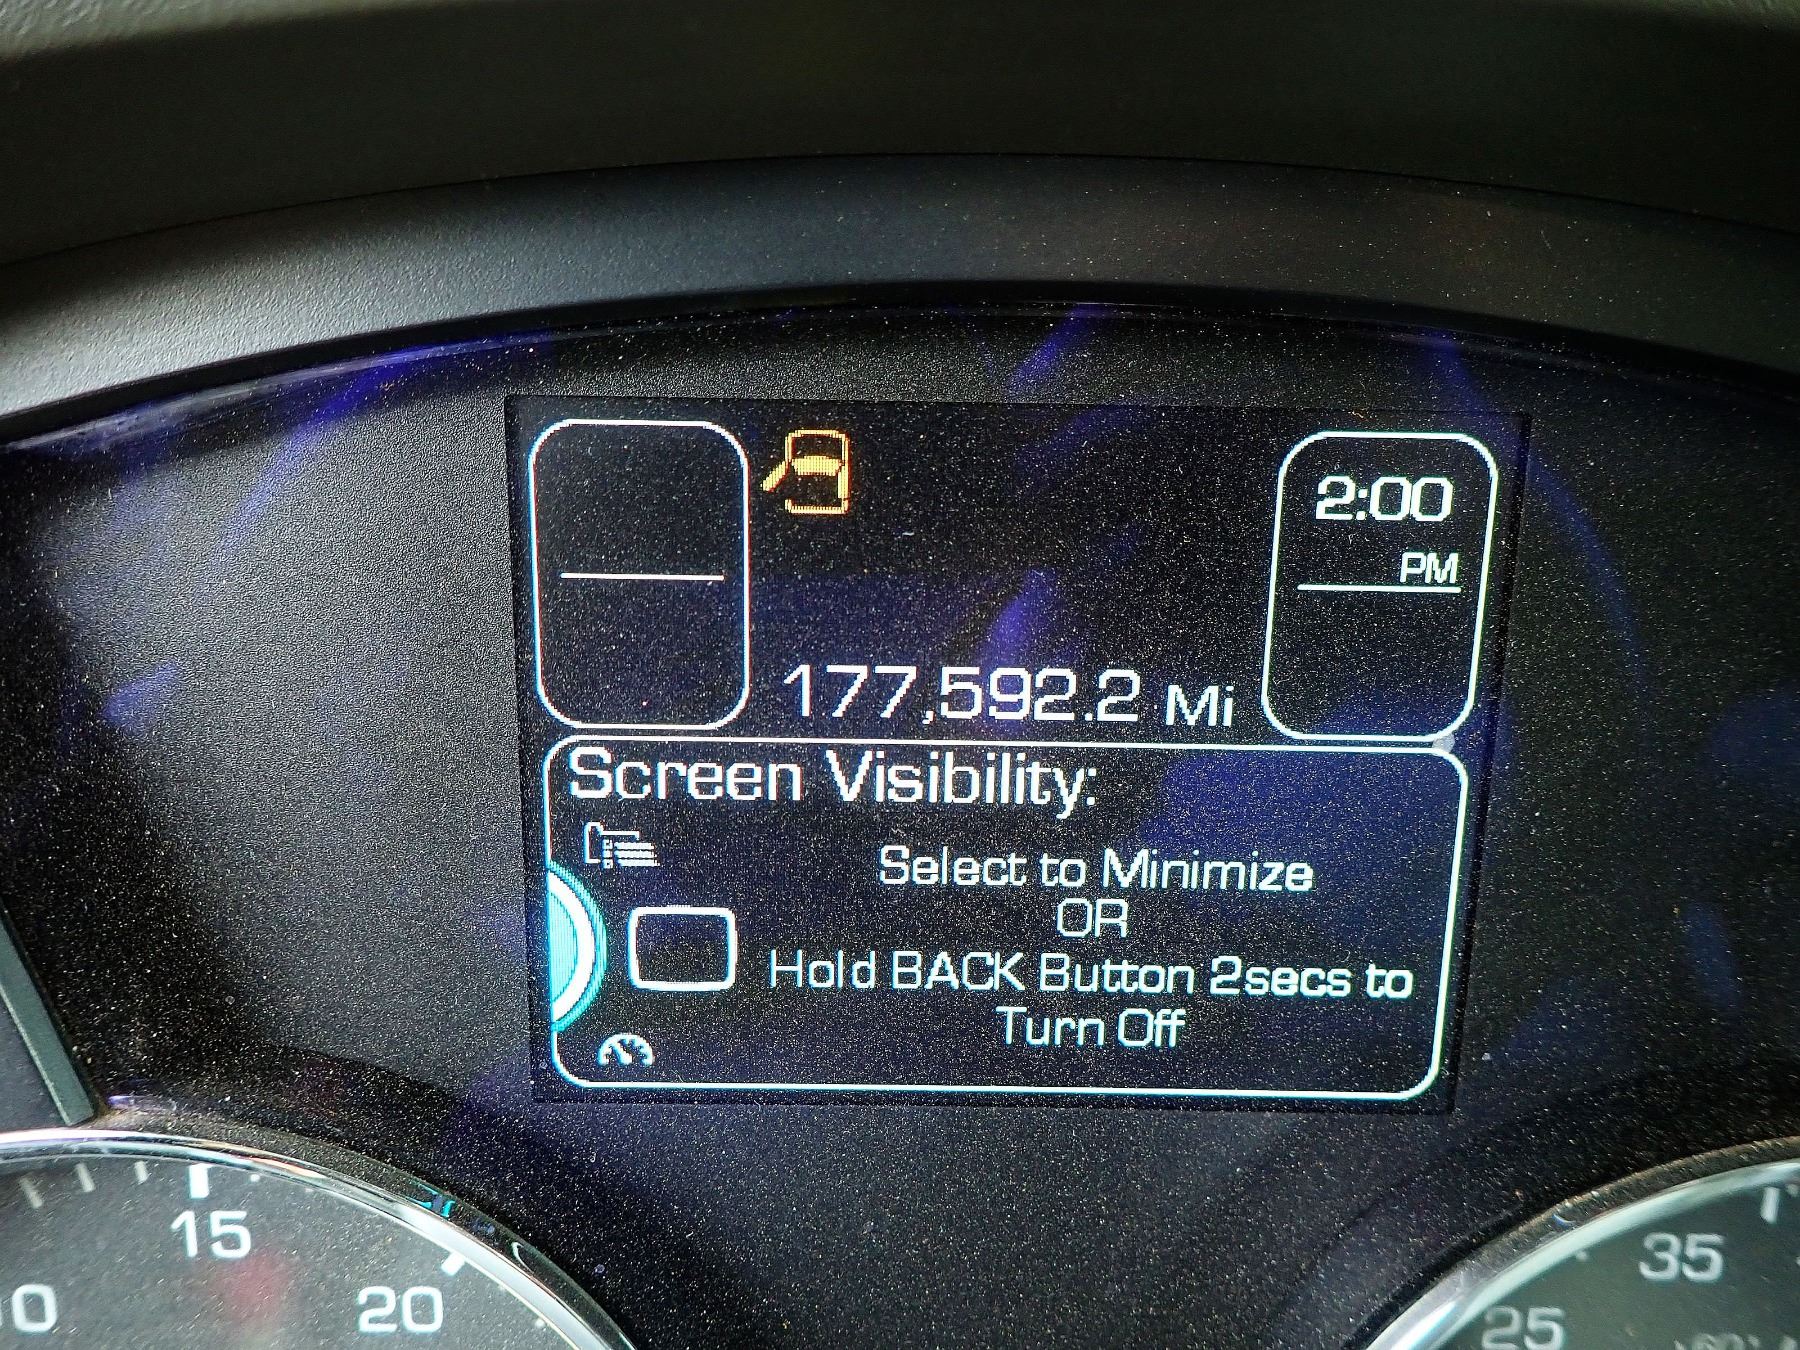 2:00
PM
177,592.2 Mi
Screen Visibility:
Select to Minimize
OR
Hold BACK Button 2secs to
Turn Off
15
20
35
25